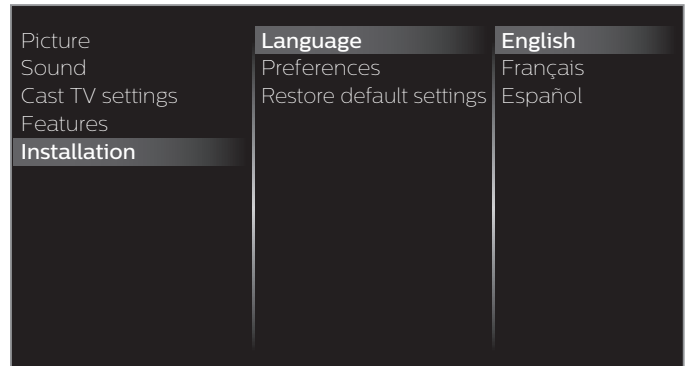 Picture
Sound
Cast TV settings
Features
Installation
Language
Preferences
Restore default settings
English
Français
Español